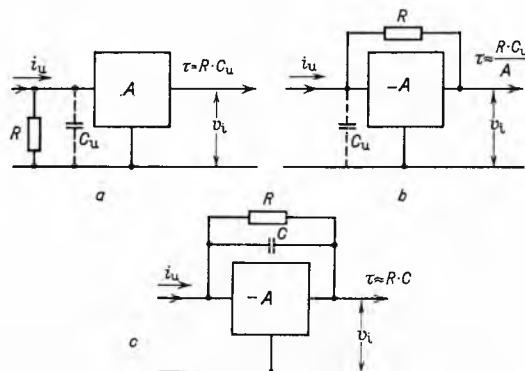 i_u
A
τ≈R·C_u
R
C_u
v_i
a
R
i_u
-A
τ≈R·C_u/A
C_u
v_i
b
R
C
i_u
-A
τ≈R·C
v_i
c